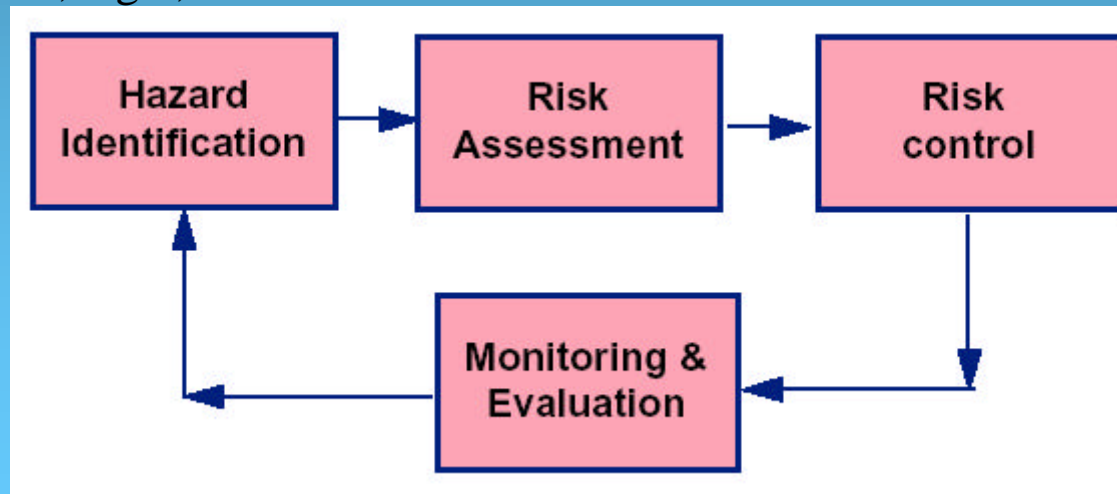 Hazard
Identification
Risk
Assessment
Risk
control
Monitoring &
Evaluation